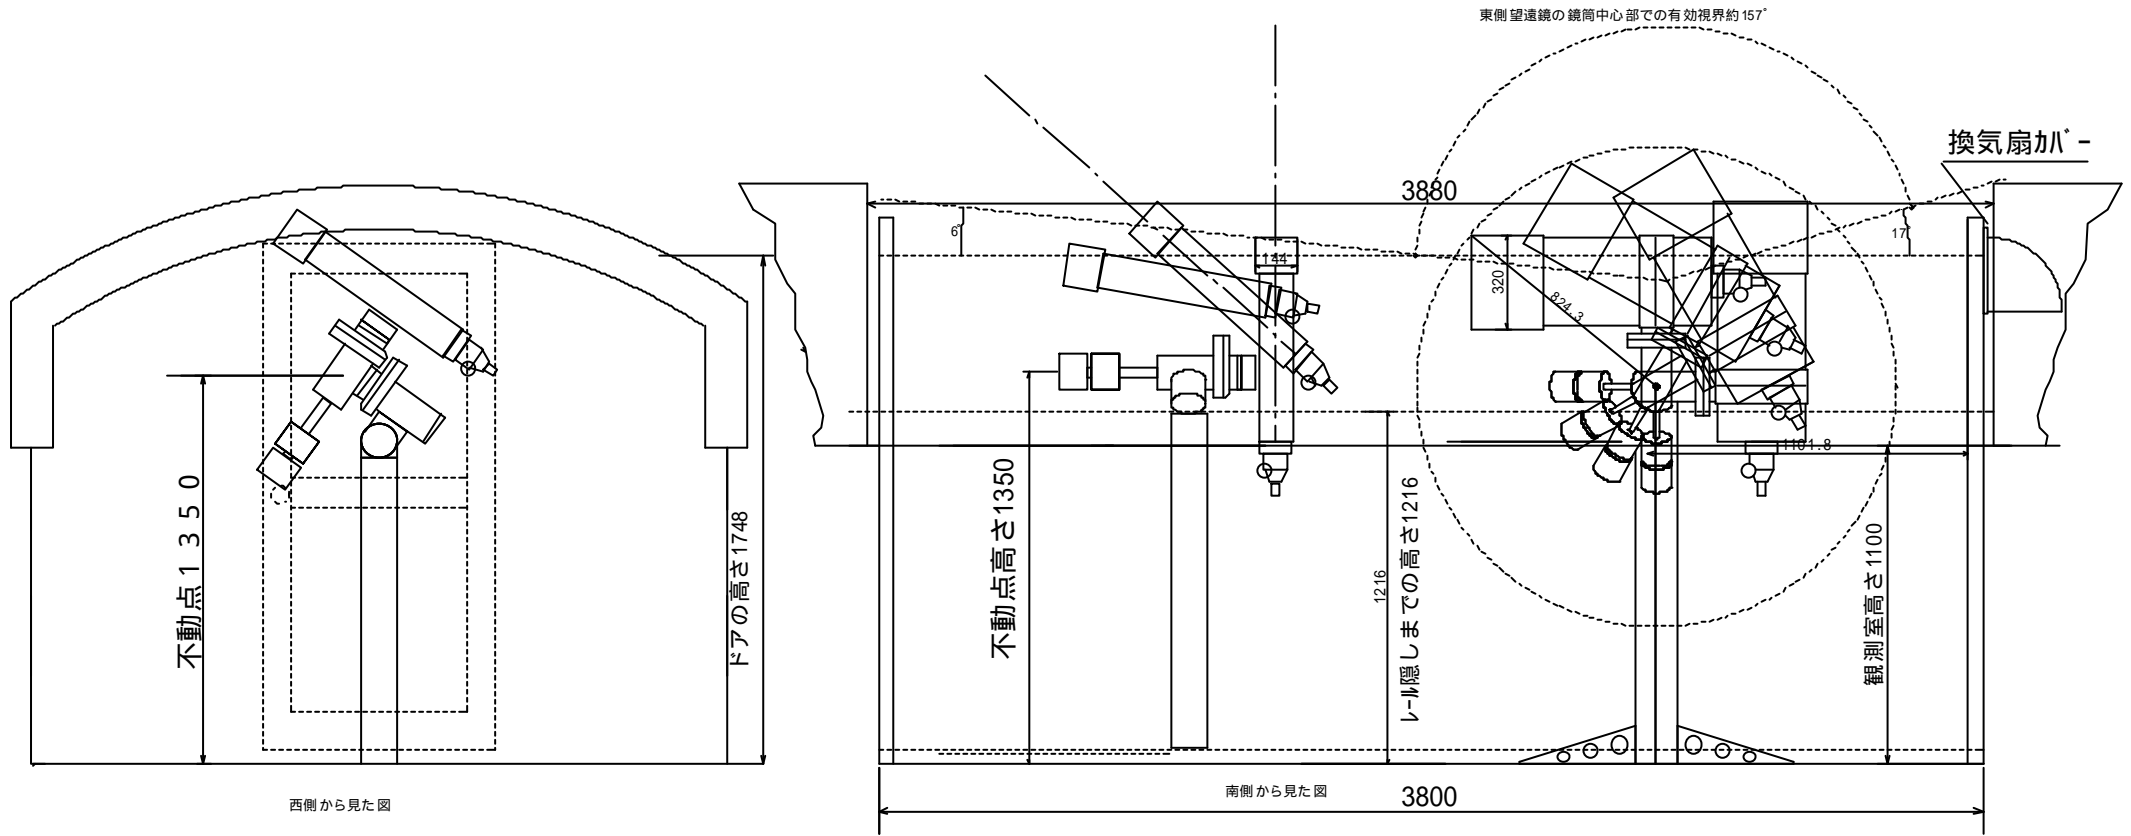 東側望遠鏡の鏡筒中心部での有効視界約157°
換気扇ｶﾊﾞｰ
3880
6°
17°
144
320
824.3
1101.8
不動点１３５０
ドアの高さ1748
不動点高さ1350
1216
ﾚｰﾙ隠しまでの高さ1216
観測室高さ1100
西側から見た図
南側から見た図
3800